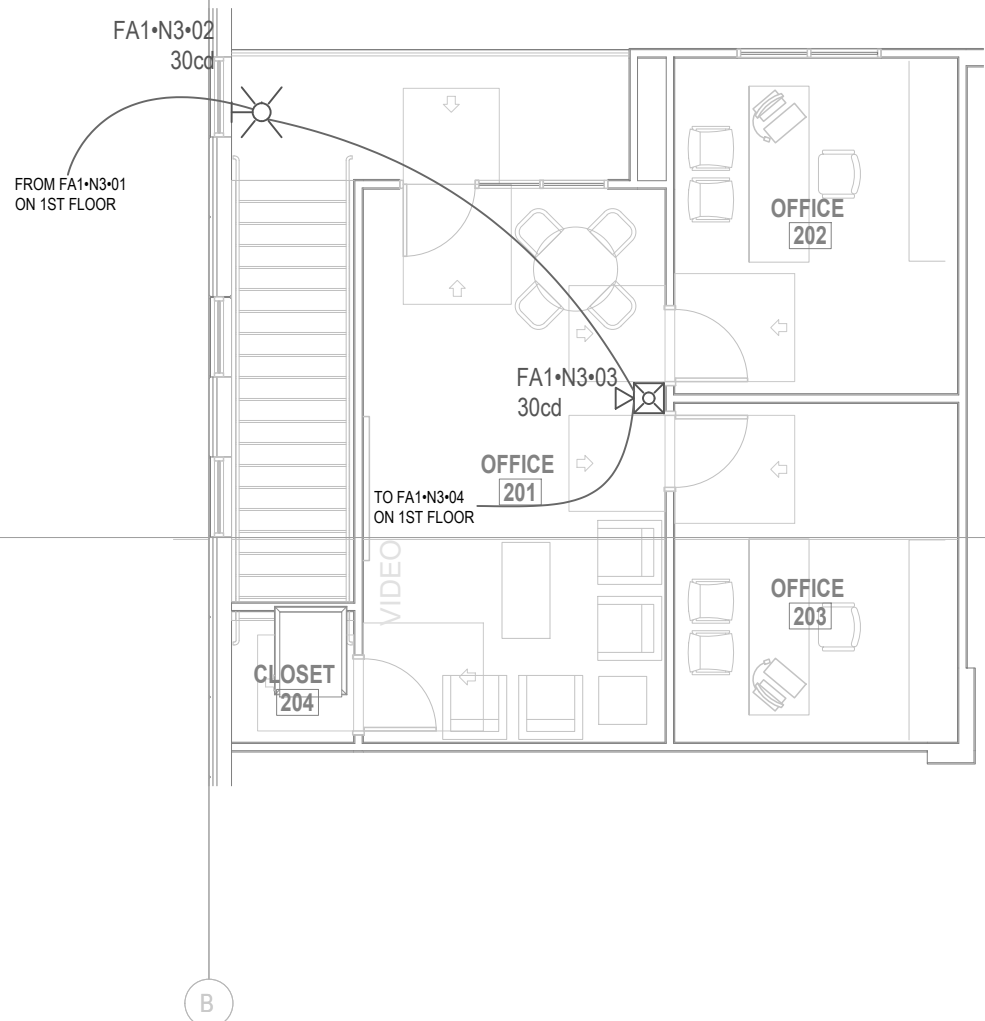 FA1•N3•02
30cd
FROM FA1•N3•01
ON 1ST FLOOR
OFFICE
202
FA1•N3•03
30cd
OFFICE
201
TO FA1•N3•04
ON 1ST FLOOR
VIDEO
OFFICE
203
CLOSET
204
B